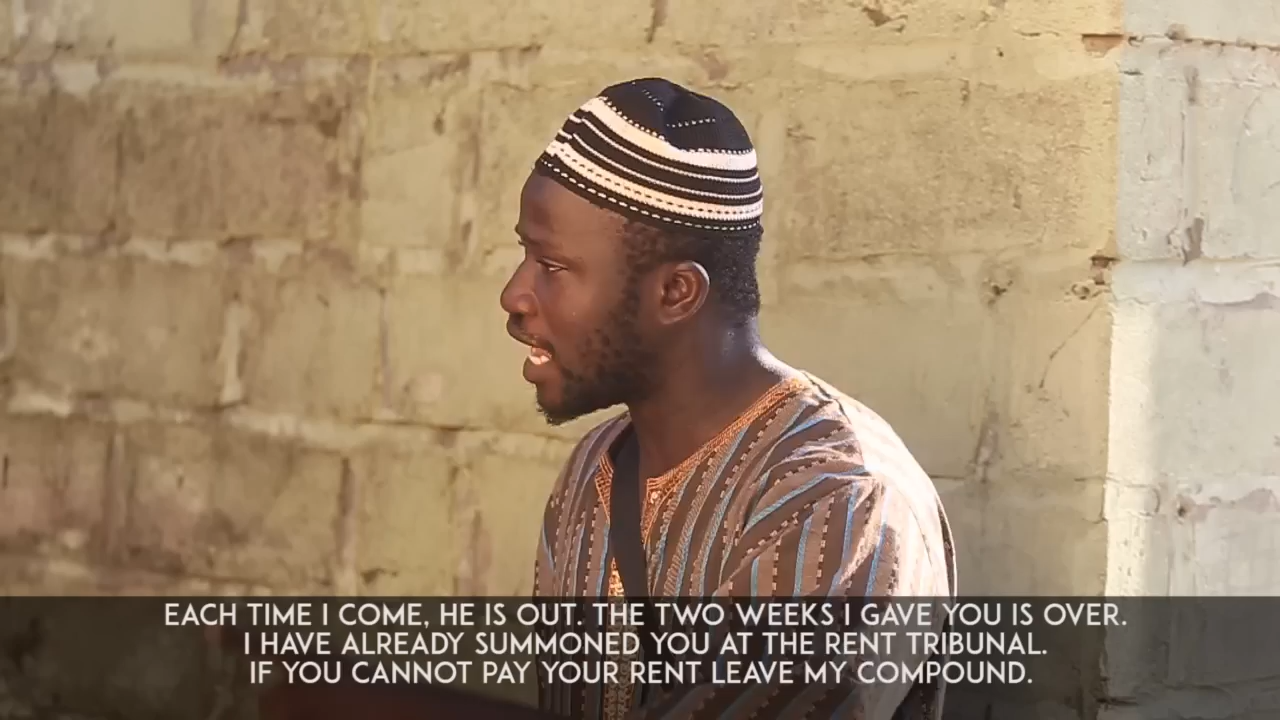 EACH TIME I COME, HE IS OUT. THE TWO WEEKS I GAVE YOU IS OVER.
I HAVE ALREADY SUMMONED YOU AT THE RENT TRIBUNAL.
IF YOU CANNOT PAY YOUR RENT LEAVE MY COMPOUND.